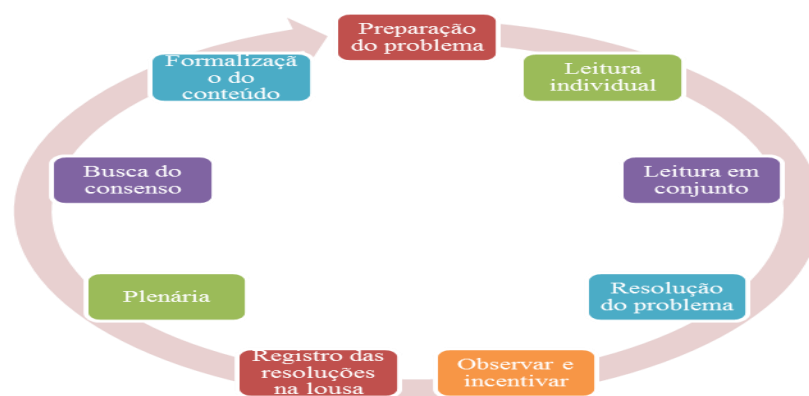 Preparação
do problema
Leitura
individual
Leitura em
conjunto
Resolução
do problema
Observar e
incentivar
Registro das
resoluções
na lousa
Plenária
Busca do
consenso
Formalizaçã
o do
conteúdo